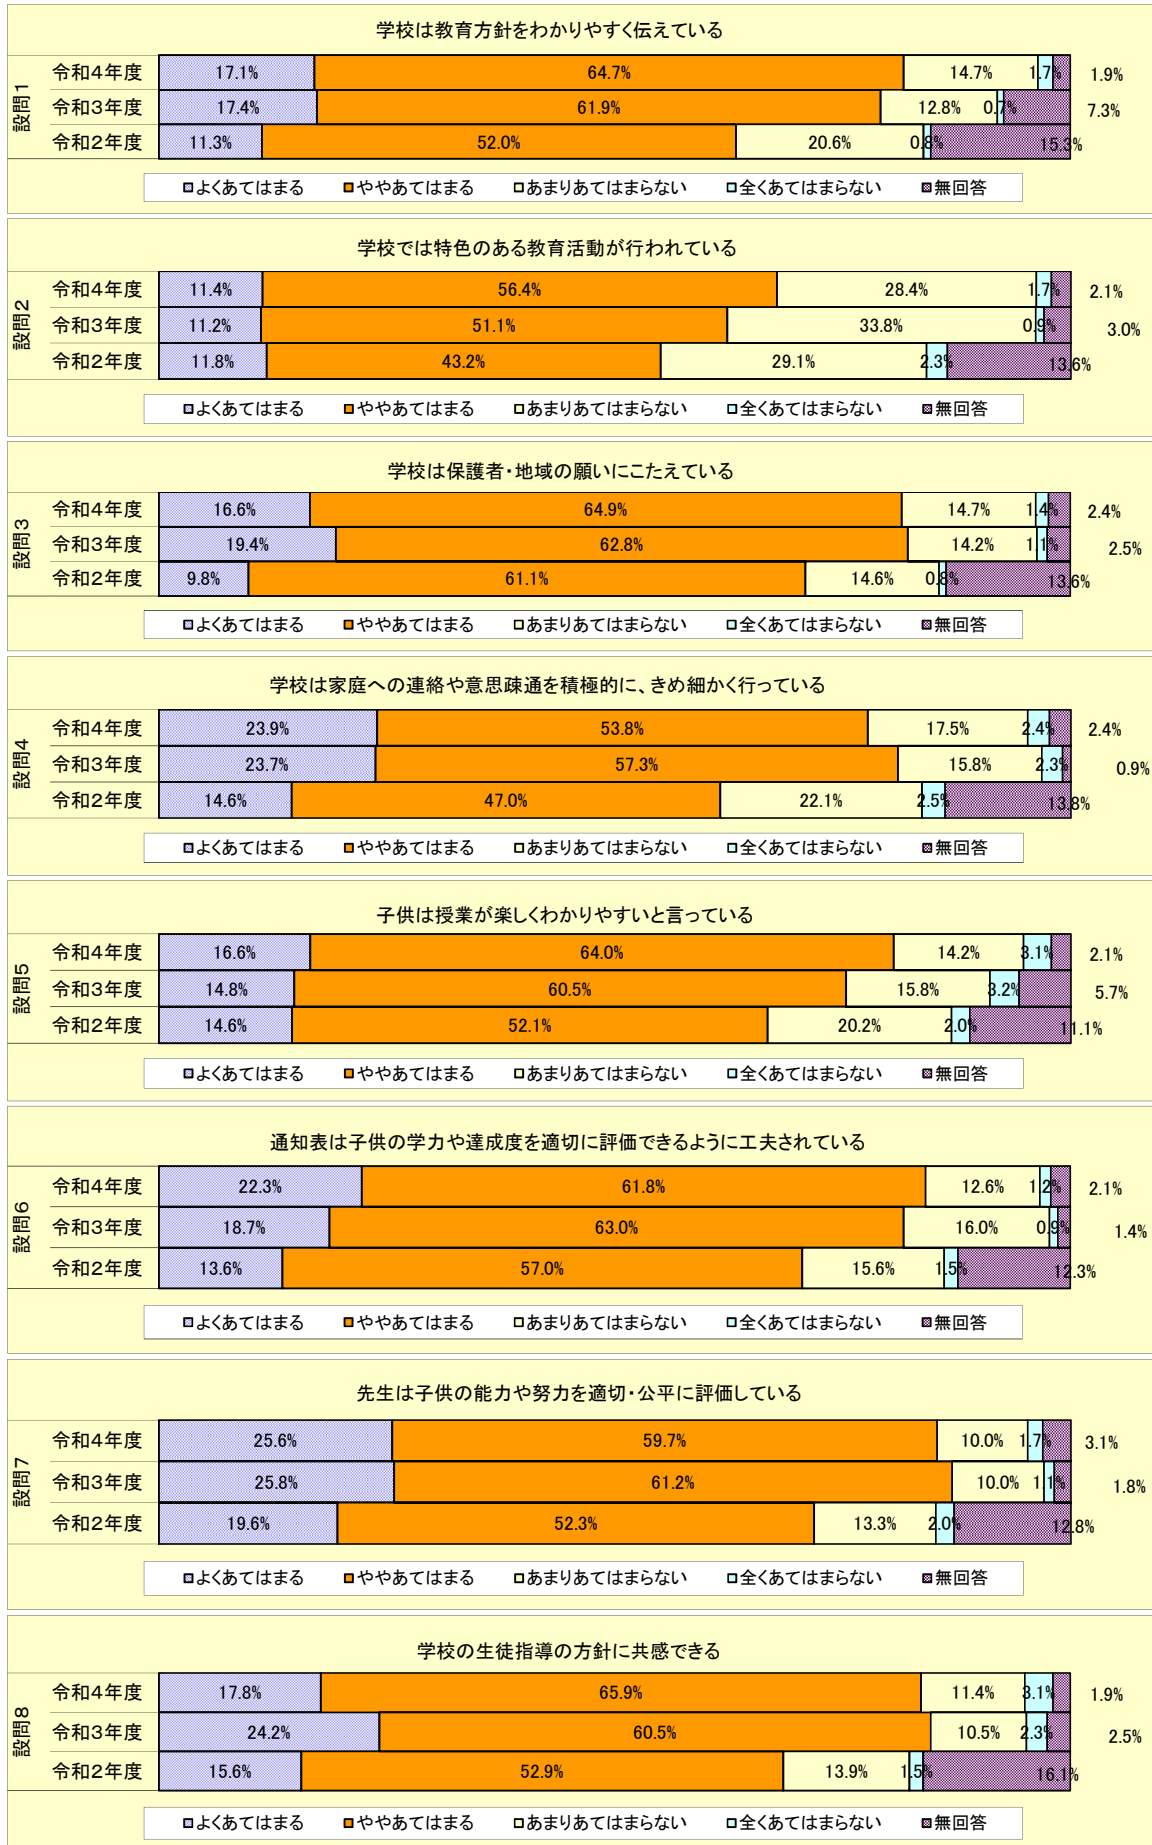 学校は教育方針をわかりやすく伝えている
設問1
令和4年度 17.1% 64.7% 14.7% 1.7% 1.9%
令和3年度 17.4% 61.9% 12.8% 0.7% 7.3%
令和2年度 11.3% 52.0% 20.6% 0.8% 15.3%
よくあてはまる ややあてはまる あまりあてはまらない 全くあてはまらない 無回答
学校では特色のある教育活動が行われている
設問2
令和4年度 11.4% 56.4% 28.4% 1.7% 2.1%
令和3年度 11.2% 51.1% 33.8% 0.9% 3.0%
令和2年度 11.8% 43.2% 29.1% 2.3% 13.6%
よくあてはまる ややあてはまる あまりあてはまらない 全くあてはまらない 無回答
学校は保護者・地域の願いにこたえている
設問3
令和4年度 16.6% 64.9% 14.7% 1.4% 2.4%
令和3年度 19.4% 62.8% 14.2% 1.1% 2.5%
令和2年度 9.8% 61.1% 14.6% 0.8% 13.6%
よくあてはまる ややあてはまる あまりあてはまらない 全くあてはまらない 無回答
学校は家庭への連絡や意思疎通を積極的に、きめ細かく行っている
設問4
令和4年度 23.9% 53.8% 17.5% 2.4% 2.4%
令和3年度 23.7% 57.3% 15.8% 2.3% 0.9%
令和2年度 14.6% 47.0% 22.1% 2.5% 13.8%
よくあてはまる ややあてはまる あまりあてはまらない 全くあてはまらない 無回答
子供は授業が楽しくわかりやすいと言っている
設問5
令和4年度 16.6% 64.0% 14.2% 3.1% 2.1%
令和3年度 14.8% 60.5% 15.8% 3.2% 5.7%
令和2年度 14.6% 52.1% 20.2% 2.0% 11.1%
よくあてはまる ややあてはまる あまりあてはまらない 全くあてはまらない 無回答
通知表は子供の学力や達成度を適切に評価できるように工夫されている
設問6
令和4年度 22.3% 61.8% 12.6% 1.2% 2.1%
令和3年度 18.7% 63.0% 16.0% 0.9% 1.4%
令和2年度 13.6% 57.0% 15.6% 1.5% 12.3%
よくあてはまる ややあてはまる あまりあてはまらない 全くあてはまらない 無回答
先生は子供の能力や努力を適切・公平に評価している
設問7
令和4年度 25.6% 59.7% 10.0% 1.7% 3.1%
令和3年度 25.8% 61.2% 10.0% 1.1% 1.8%
令和2年度 19.6% 52.3% 13.3% 2.0% 12.8%
よくあてはまる ややあてはまる あまりあてはまらない 全くあてはまらない 無回答
学校の生徒指導の方針に共感できる
設問8
令和4年度 17.8% 65.9% 11.4% 3.1% 1.9%
令和3年度 24.2% 60.5% 10.5% 2.3% 2.5%
令和2年度 15.6% 52.9% 13.9% 1.5% 16.1%
よくあてはまる ややあてはまる あまりあてはまらない 全くあてはまらない 無回答